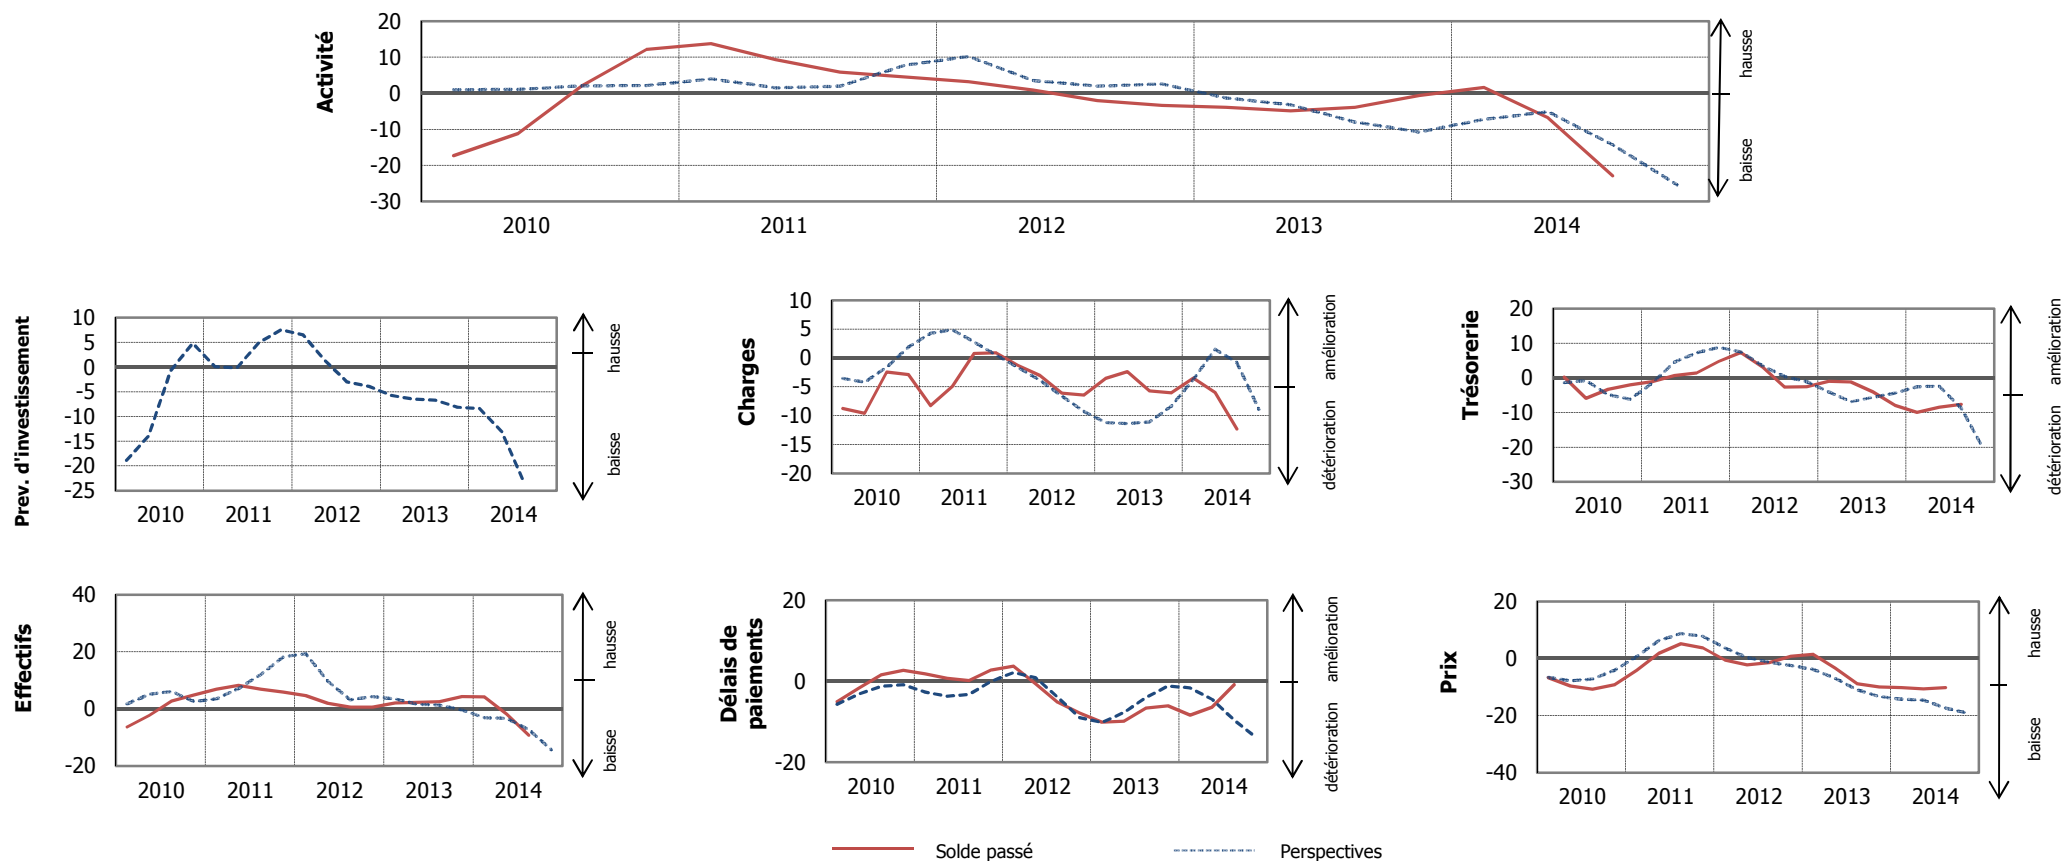 Activité
20
10
0
-10
-20
-30
2010 2011 2012 2013 2014
hausse
baisse
Prev. d'investissement
10
5
0
-5
-10
-15
-20
-25
2010 2011 2012 2013 2014
hausse
baisse
Charges
10
5
0
-5
-10
-15
-20
2010 2011 2012 2013 2014
amélioration
détérioration
Trésorerie
20
10
0
-10
-20
-30
2010 2011 2012 2013 2014
amélioration
détérioration
Effectifs
40
20
0
-20
2010 2011 2012 2013 2014
hausse
baisse
Délais de
paiements
20
0
-20
2010 2011 2012 2013 2014
amélioration
détérioration
Prix
20
0
-20
-40
2010 2011 2012 2013 2014
hausse
baisse
Solde passé Perspectives